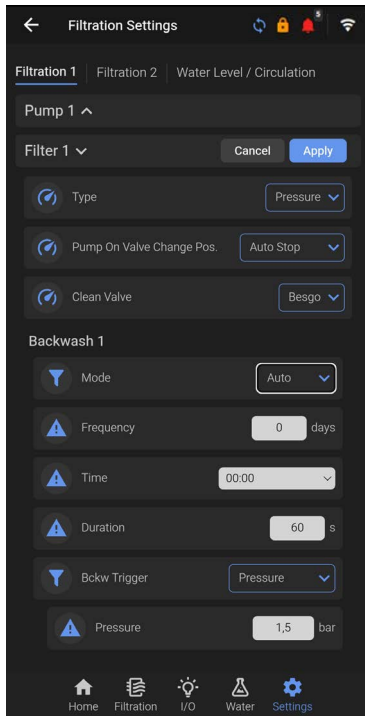 Filtration Settings
5
Filtration 1 Filtration 2 Water Level / Circulation
Pump 1
Filter 1 Cancel Apply
Type Pressure
Pump On Valve Change Pos. Auto Stop
Clean Valve Besgo
Backwash 1
Mode Auto
Frequency 0 days
Time 00:00
Duration 60 s
Bckw Trigger Pressure
Pressure 1,5 bar
Home Filtration I/O Water Settings